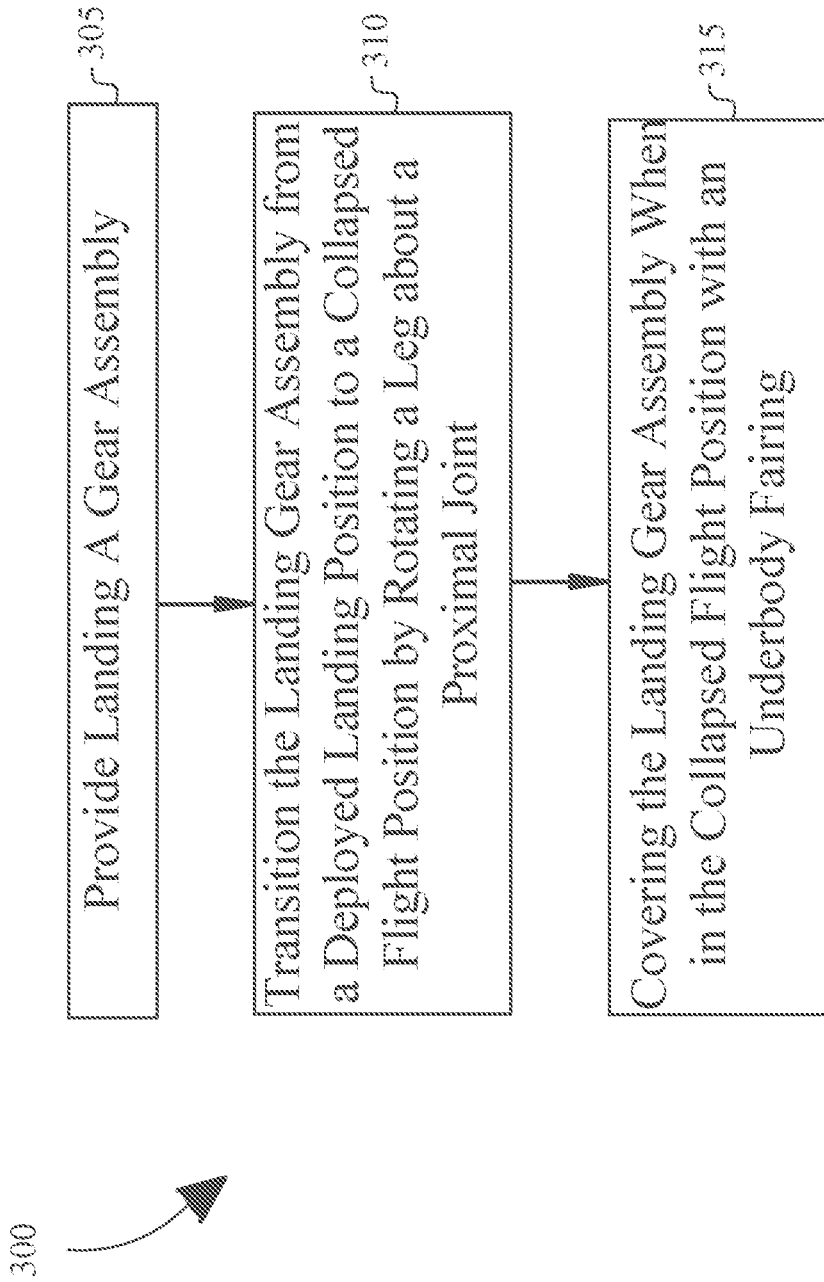 300
Provide Landing A Gear Assembly
305
Transition the Landing Gear Assembly from
a Deployed Landing Position to a Collapsed
Flight Position by Rotating a Leg about a
Proximal Joint
310
Covering the Landing Gear Assembly When
in the Collapsed Flight Position with an
Underbody Fairing
315